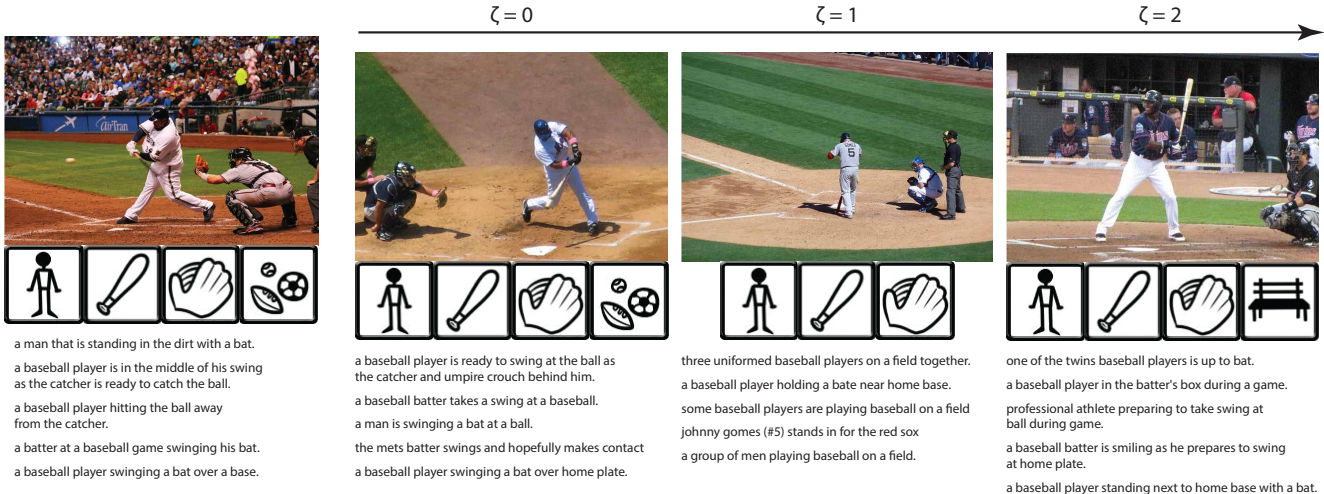 ζ = 0
ζ = 1
ζ = 2
AirTran
5
a man that is standing in the dirt with a bat.
a baseball player is in the middle of his swing
as the catcher is ready to catch the ball.
a baseball player hitting the ball away
from the catcher.
a batter at a baseball game swinging his bat.
a baseball player swinging a bat over a base.
a baseball player is ready to swing at the ball as
the catcher and umpire crouch behind him.
a baseball batter takes a swing at a baseball.
a man is swinging a bat at a ball.
the mets batter swings and hopefully makes contact
a baseball player swinging a bat over home plate.
three uniformed baseball players on a field together.
a baseball player holding a bate near home base.
some baseball players are playing baseball on a field
johnny gomes (#5) stands in for the red sox
a group of men playing baseball on a field.
one of the twins baseball players is up to bat.
a baseball player in the batter's box during a game.
professional athlete preparing to take swing at
ball during game.
a baseball batter is smiling as he prepares to swing
at home plate.
a baseball player standing next to home base with a bat.